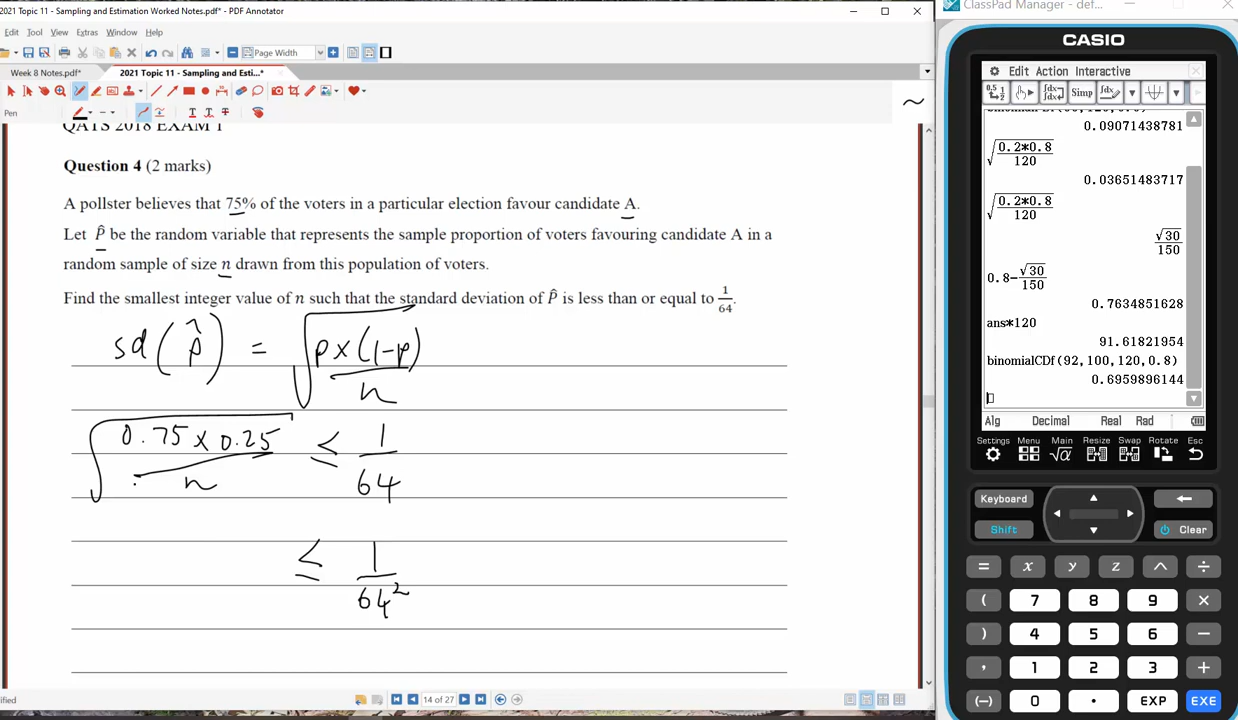 2021 Topic 11 - Sampling and Estimation Worked Notes.pdf* - PDF Annotator
ClassPad Manager - def...
Tool View Extras Window Help
Page Width
Week 8 Notes.pdf*
2021 Topic 11 - Sampling and Esti...*
Pen
QATS 2018 EXAM 1
Question 4 (2 marks)
A pollster believes that 75% of the voters in a particular election favour candidate A.
Let P̂ be the random variable that represents the sample proportion of voters favouring candidate A in a
random sample of size n drawn from this population of voters.
Find the smallest integer value of n such that the standard deviation of P̂ is less than or equal to 1/64.
sd(p̂) = √(p×(1-p)/n)
√(0.75×0.25/n) ≤ 1/64
≤ 1/64²
14 of 27
CASIO
Edit Action Interactive
Simp
0.09071438781
√(0.2*0.8/120)
0.03651483717
√(0.2*0.8/120)
√30/150
0.8-√30/150
0.7634851628
ans*120
91.61821954
binomialCDf(92,100,120,0.8)
0.6959896144
Alg Decimal Real Rad
Settings Menu Main Resize Swap Rotate Esc
Keyboard
Shift
Clear
= x y z ^ ÷
( 7 8 9 ×
) 4 5 6 −
, 1 2 3 +
(−) 0 . EXP EXE